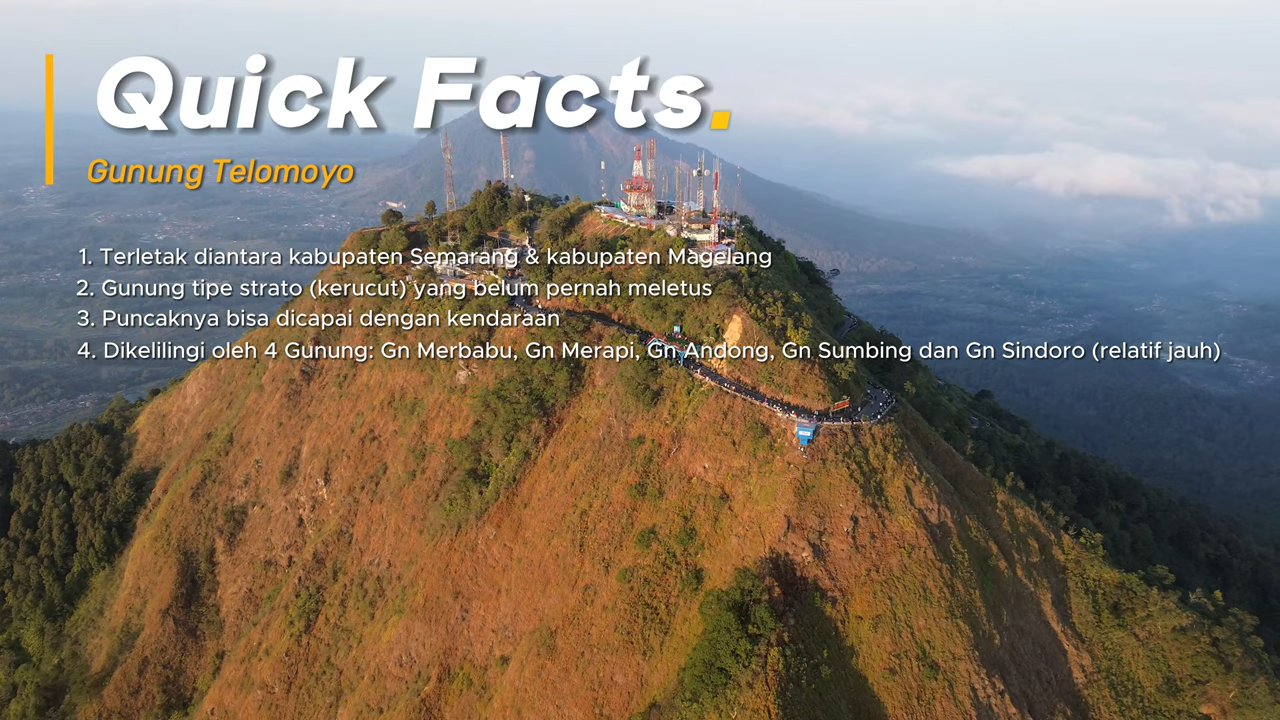 Quick Facts.
Gunung Telomoyo
1. Terletak diantara kabupaten Semarang & kabupaten Magelang
2. Gunung tipe strato (kerucut) yang belum pernah meletus
3. Puncaknya bisa dicapai dengan kendaraan
4. Dikelilingi oleh 4 Gunung: Gn Merbabu, Gn Merapi, Gn Andong, Gn Sumbing dan Gn Sindoro (relatif jauh)